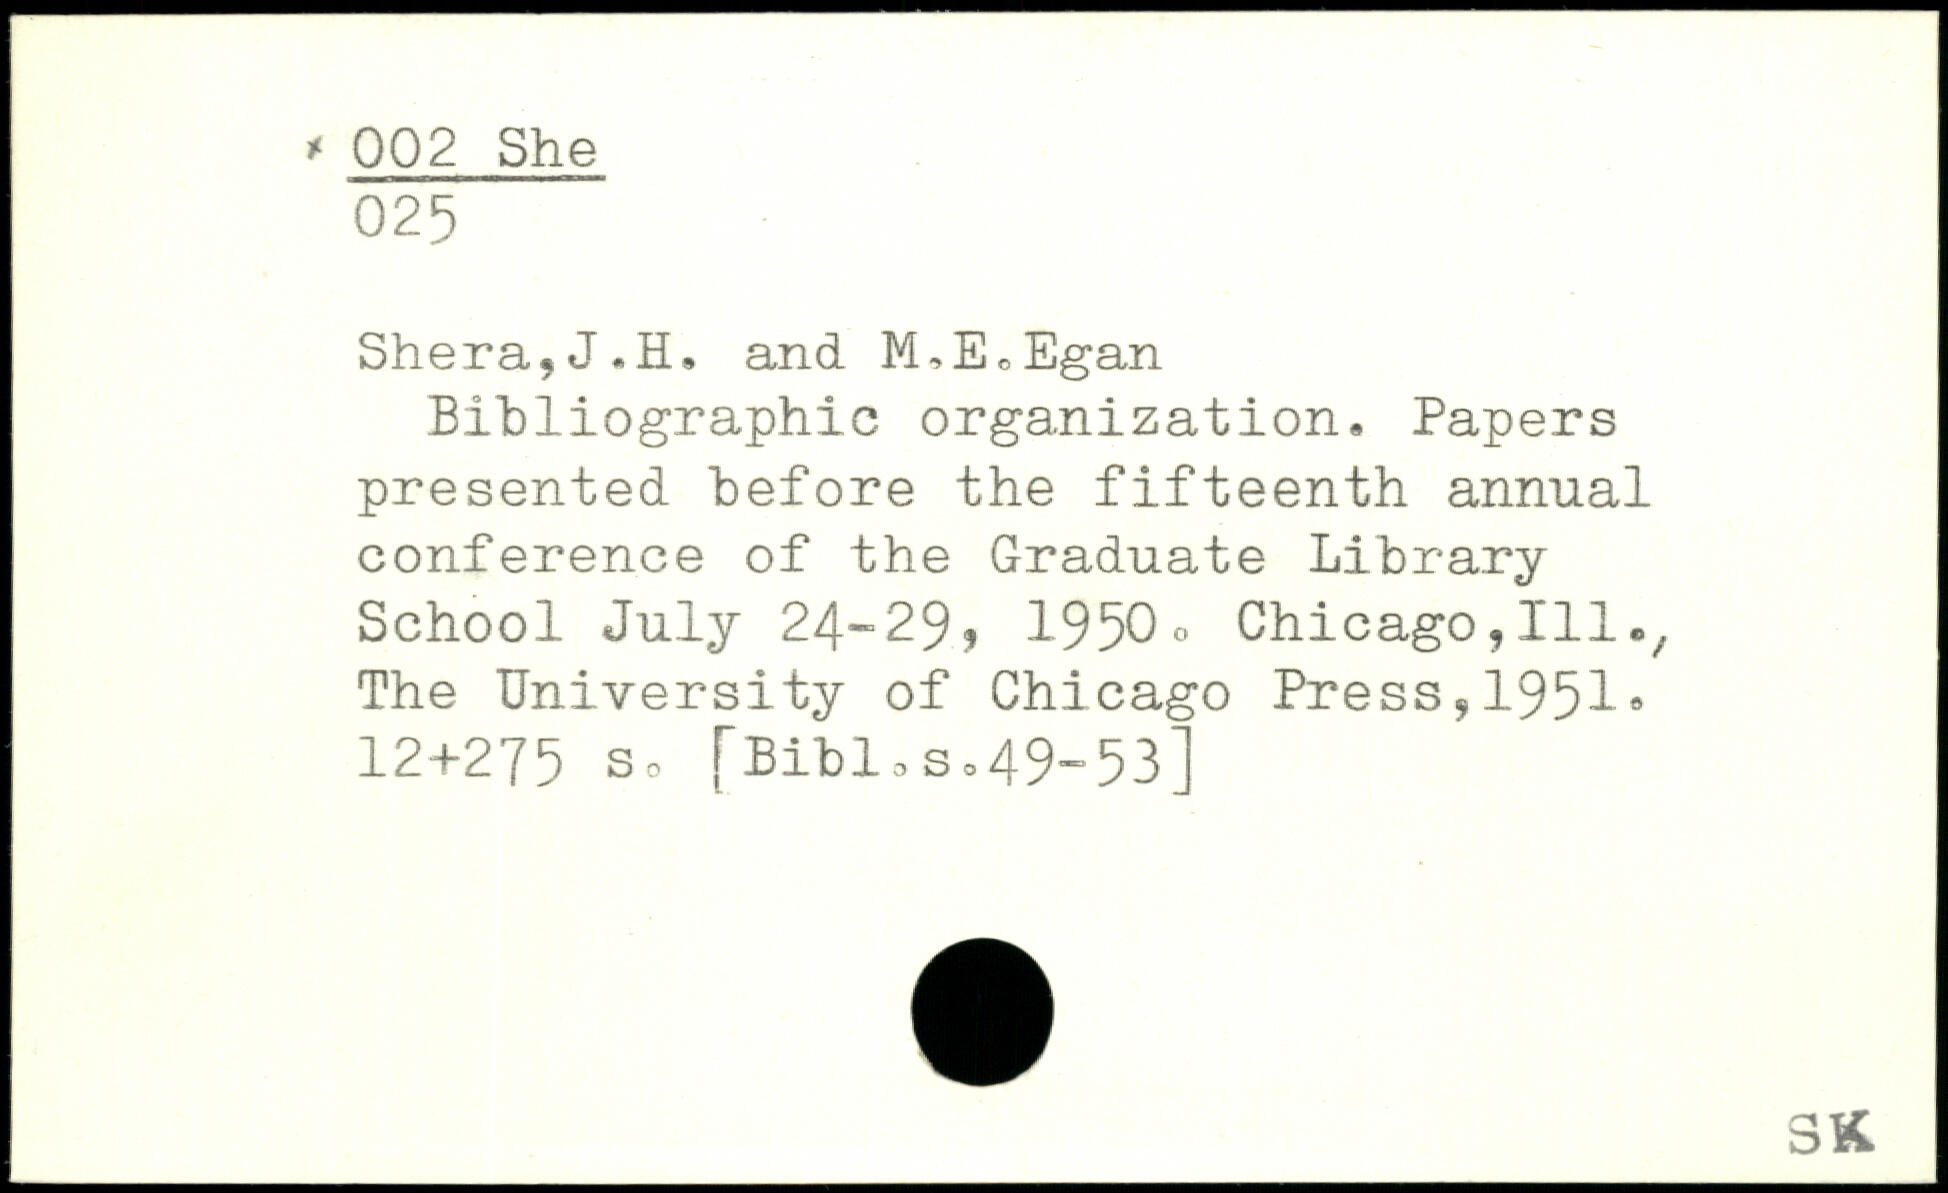 x 002 She
025
Shera,J.H. and M.E.Egan
Bibliographic organization. Papers
presented before the fifteenth annual
conference of the Graduate Library
School July 24-29, 1950. Chicago,Ill.,
The University of Chicago Press,1951.
12+275 s. [Bibl.s.49-53]
SK